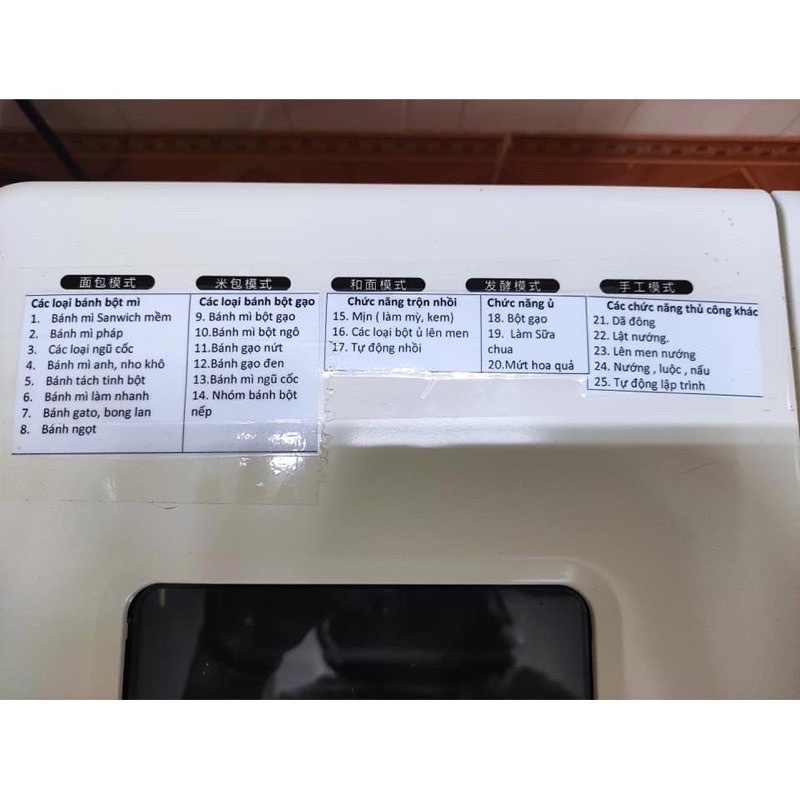 面包模式
Các loại bánh bột mì
1. Bánh mì Sanwich mềm
2. Bánh mì pháp
3. Các loại ngũ cốc
4. Bánh mì anh, nho khô
5. Bánh tách tinh bột
6. Bánh mì làm nhanh
7. Bánh gato, bong lan
8. Bánh ngọt
米包模式
Các loại bánh bột gạo
9. Bánh mì bột gạo
10.Bánh mì bột ngô
11.Bánh gạo nứt
12.Bánh gạo đen
13.Bánh mì ngũ cốc
14. Nhóm bánh bột
nếp
和面模式
Chức năng trộn nhồi
15. Mịn ( làm mỳ, kem)
16. Các loại bột ủ lên men
17. Tự động nhồi
发酵模式
Chức năng ủ
18. Bột gạo
19. Làm Sữa
chua
20.Mứt hoa quả
手工模式
Các chức năng thủ công khác
21. Dã đông
22. Lật nướng.
23. Lên men nướng
24. Nướng , luộc , nấu
25. Tự động lập trình